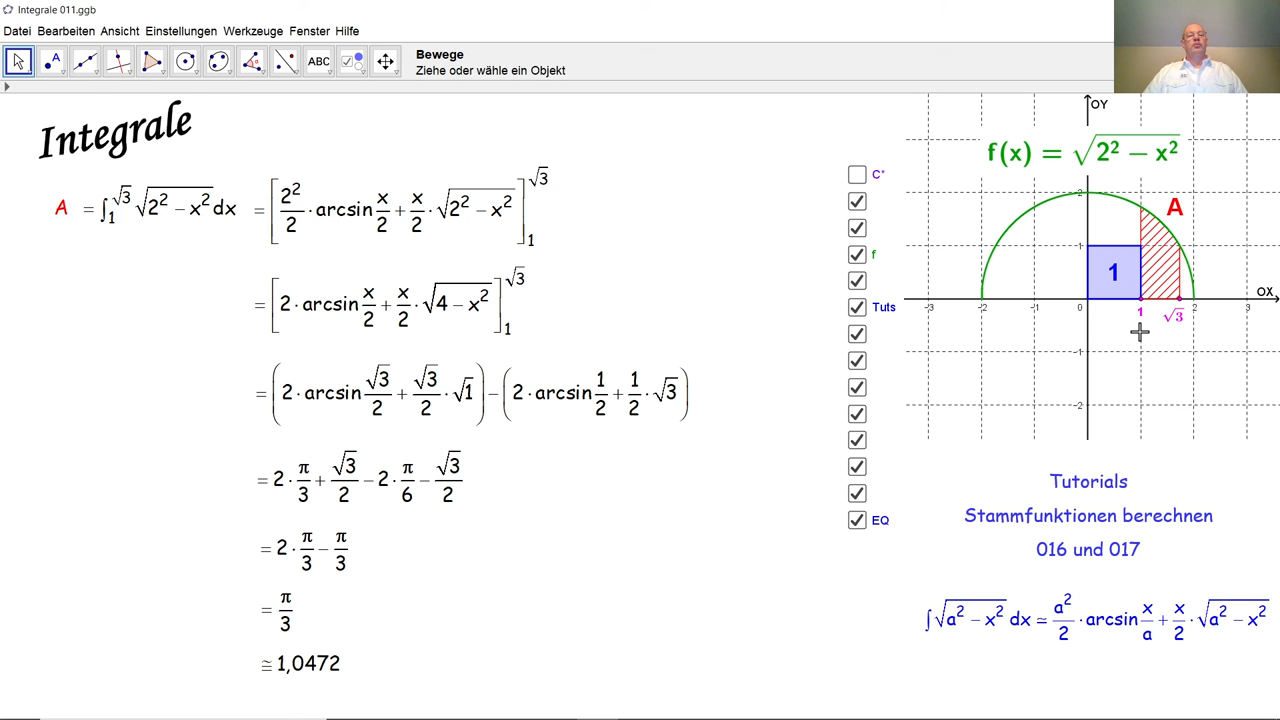 Integrale 011.ggb
Datei Bearbeiten Ansicht Einstellungen Werkzeuge Fenster Hilfe
A
ABC
Bewege
Ziehe oder wähle ein Objekt
Integrale
A = ∫₁^√3 √(2² − x²) dx = [2²/2 · arcsin x/2 + x/2 · √(2² − x²)]₁^√3
= [2 · arcsin x/2 + x/2 · √(4 − x²)]₁^√3
= (2 · arcsin √3/2 + √3/2 · √1) − (2 · arcsin 1/2 + 1/2 · √3)
= 2 · π/3 + √3/2 − 2 · π/6 − √3/2
= 2 · π/3 − π/3
= π/3
≅ 1,0472
C⁺
f
Tuts
EQ
OY
f(x) = √(2² − x²)
2
A
1
1
OX
-3 -2 -1 0 1 √3 2 3
-1
-2
Tutorials
Stammfunktionen berechnen
016 und 017
∫√(a² − x²) dx ≃ a²/2 · arcsin x/a + x/2 · √(a² − x²)